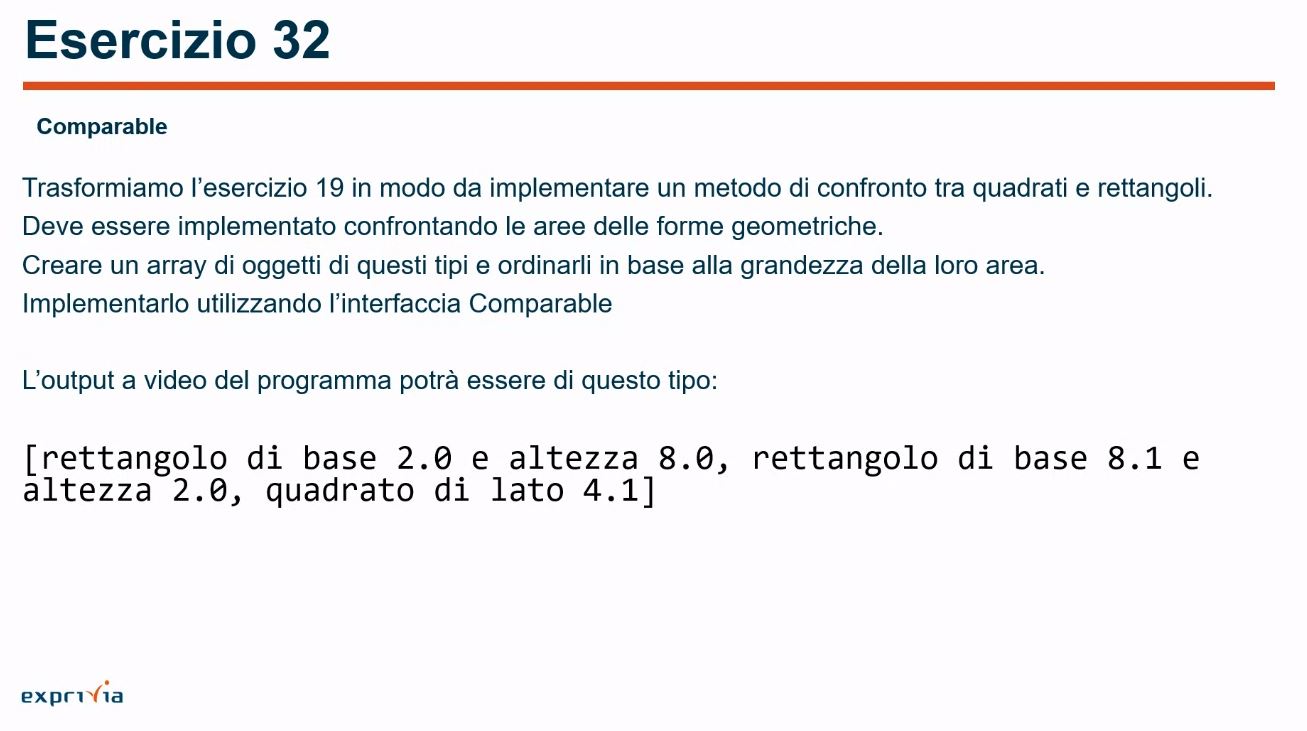 Esercizio 32
Comparable
Trasformiamo l’esercizio 19 in modo da implementare un metodo di confronto tra quadrati e rettangoli.
Deve essere implementato confrontando le aree delle forme geometriche.
Creare un array di oggetti di questi tipi e ordinarli in base alla grandezza della loro area.
Implementarlo utilizzando l’interfaccia Comparable
L’output a video del programma potrà essere di questo tipo:
[rettangolo di base 2.0 e altezza 8.0, rettangolo di base 8.1 e
altezza 2.0, quadrato di lato 4.1]
exprivia